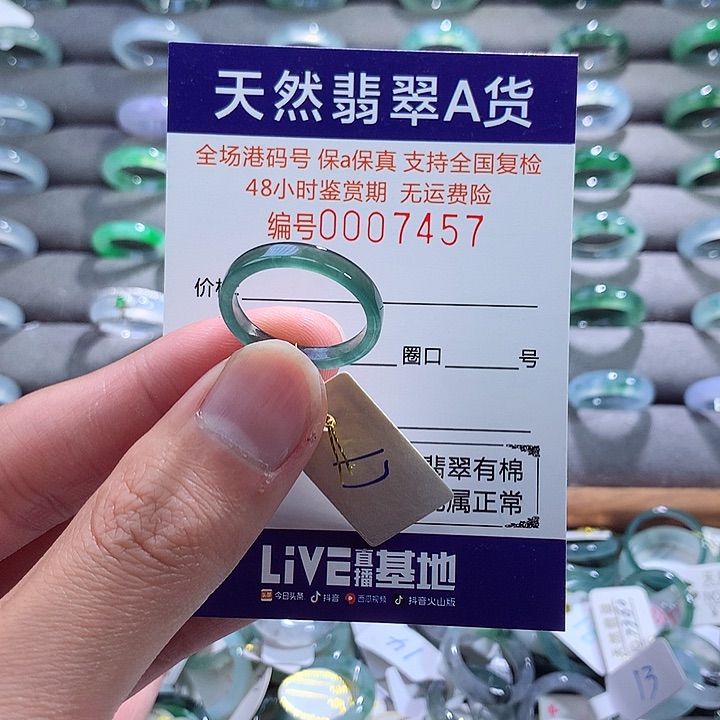 天然翡翠A货
全场港码号 保a保真 支持全国复检
48小时鉴赏期 无运费险
编号0007457
价
圈口 号
翡翠有棉
属正常
LiVE直播基地
今日头条 抖音 西瓜视频 抖音火山版
13